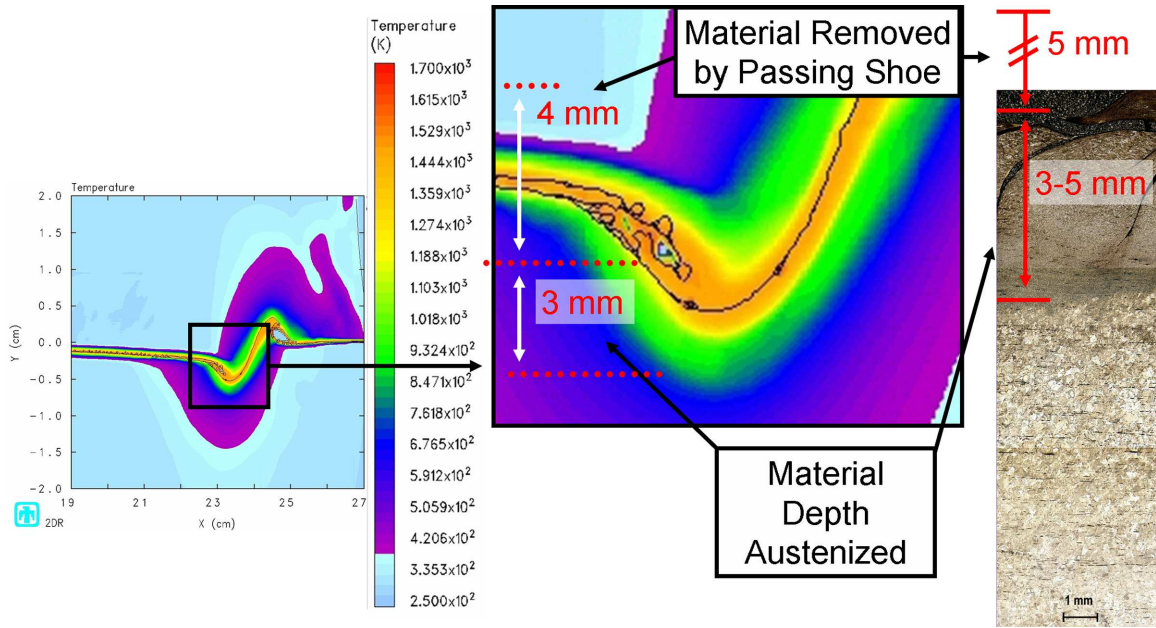 Temperature
2.0
1.5
1.0
0.5
0.0
-0.5
-1.0
-1.5
-2.0
Y (cm)
19
21
23
25
27
X (cm)
2DR
Temperature
(K)
1.700x10³
1.615x10³
1.529x10³
1.444x10³
1.359x10³
1.274x10³
1.188x10³
1.103x10³
1.018x10³
9.324x10²
8.471x10²
7.618x10²
6.765x10²
5.912x10²
5.059x10²
4.206x10²
3.353x10²
2.500x10²
Material Removed
by Passing Shoe
4 mm
3 mm
Material
Depth
Austenized
5 mm
3-5 mm
1 mm